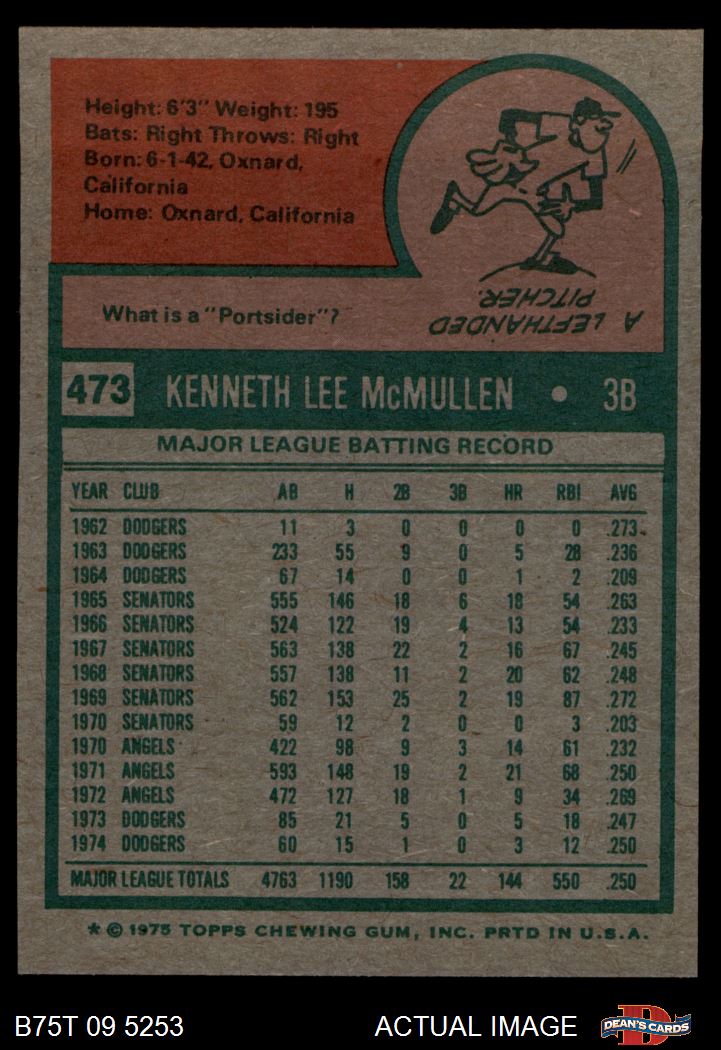 Height: 6'3" Weight: 195
Bats: Right Throws: Right
Born: 6-1-42, Oxnard,
California
Home: Oxnard, California
What is a "Portsider"?
A LEFTHANDED
PITCHER.
473 KENNETH LEE McMULLEN • 3B
MAJOR LEAGUE BATTING RECORD
YEAR CLUB AB H 2B 3B HR RBI AVG
1962 DODGERS 11 3 0 0 0 0 .273
1963 DODGERS 233 55 9 0 5 28 .236
1964 DODGERS 67 14 0 0 1 2 .209
1965 SENATORS 555 146 18 6 18 54 .263
1966 SENATORS 524 122 19 4 13 54 .233
1967 SENATORS 563 138 22 2 16 67 .245
1968 SENATORS 557 138 11 2 20 62 .248
1969 SENATORS 562 153 25 2 19 87 .272
1970 SENATORS 59 12 2 0 0 3 .203
1970 ANGELS 422 98 9 3 14 61 .232
1971 ANGELS 593 148 19 2 21 68 .250
1972 ANGELS 472 127 18 1 9 34 .269
1973 DODGERS 85 21 5 0 5 18 .247
1974 DODGERS 60 15 1 0 3 12 .250
MAJOR LEAGUE TOTALS 4763 1190 158 22 144 550 .250
* © 1975 TOPPS CHEWING GUM, INC. PRTD IN U.S.A.
B75T 09 5253 ACTUAL IMAGE D DEAN'S CARDS